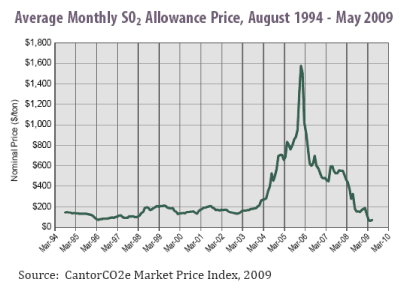 Average Monthly SO₂ Allowance Price, August 1994 - May 2009
$1,800
$1,600
$1,400
$1,200
$1,000
$800
$600
$400
$200
$0
Nominal Price ($/ton)
Mar-94
Mar-95
Mar-96
Mar-97
Mar-98
Mar-99
Mar-00
Mar-01
Mar-02
Mar-03
Mar-04
Mar-05
Mar-06
Mar-07
Mar-08
Mar-09
Mar-10
Source:  CantorCO2e Market Price Index, 2009